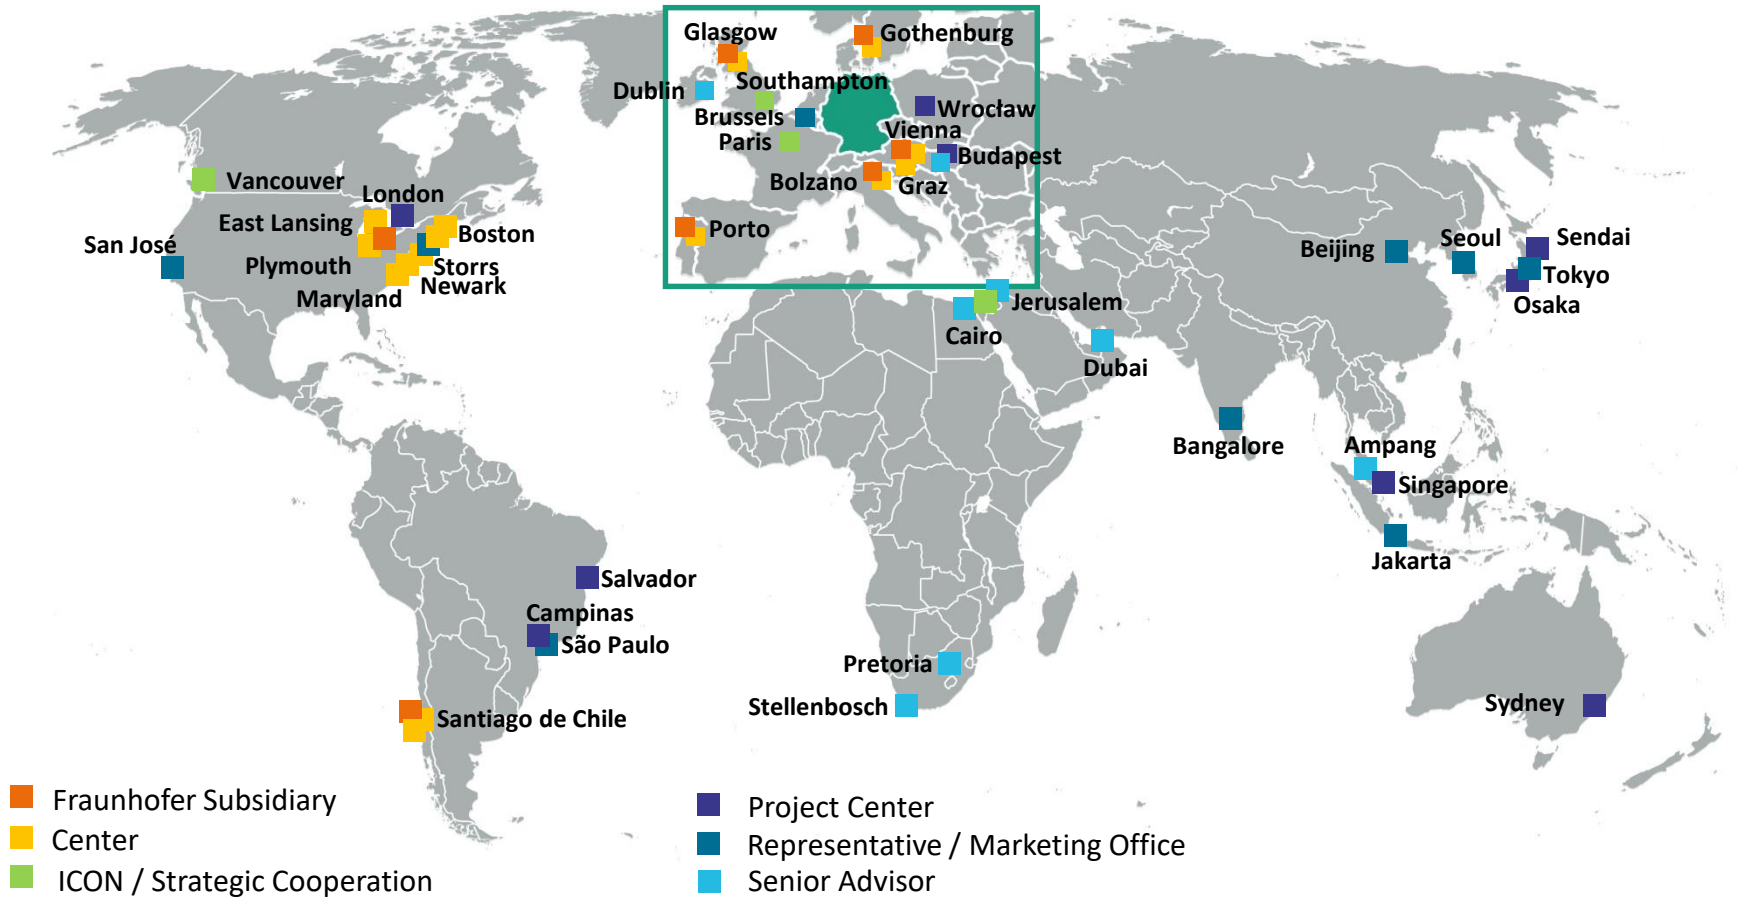 Glasgow
Gothenburg
Southampton
Dublin
Brussels
Wrocław
Vienna
Paris
Budapest
Bolzano
Graz
Porto
Vancouver
London
East Lansing
Boston
San José
Plymouth
Storrs
Newark
Maryland
Jerusalem
Cairo
Dubai
Beijing
Seoul
Sendai
Tokyo
Osaka
Bangalore
Ampang
Singapore
Jakarta
Salvador
Campinas
São Paulo
Pretoria
Stellenbosch
Santiago de Chile
Sydney
Fraunhofer Subsidiary
Center
ICON / Strategic Cooperation
Project Center
Representative / Marketing Office
Senior Advisor